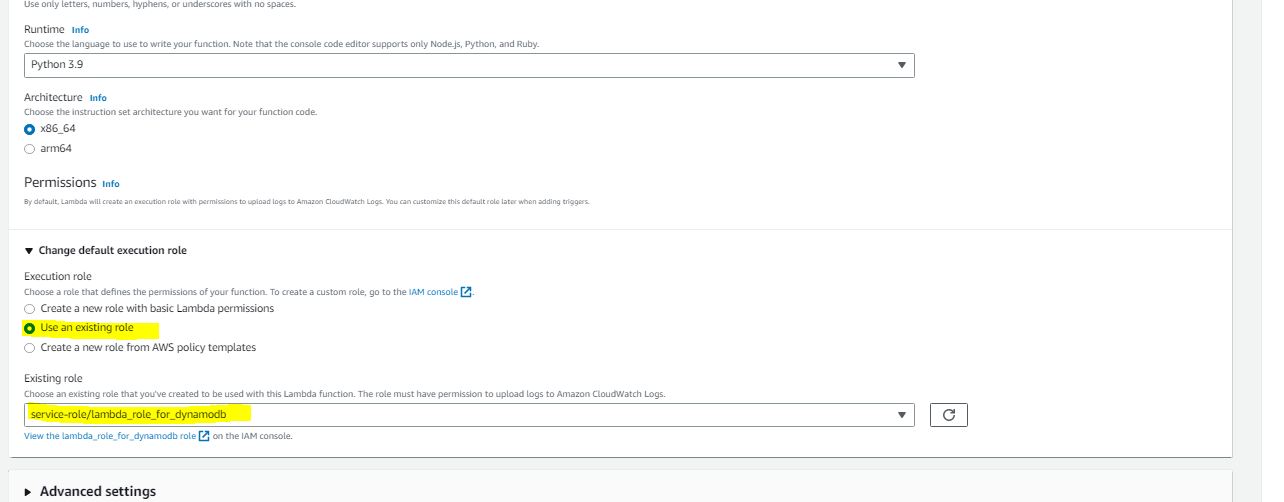 Use only letters, numbers, hyphens, or underscores with no spaces.
Runtime Info
Choose the language to use to write your function. Note that the console code editor supports only Node.js, Python, and Ruby.
Python 3.9
Architecture Info
Choose the instruction set architecture you want for your function code.
x86_64
arm64
Permissions Info
By default, Lambda will create an execution role with permissions to upload logs to Amazon CloudWatch Logs. You can customize this default role later when adding triggers.
Change default execution role
Execution role
Choose a role that defines the permissions of your function. To create a custom role, go to the IAM console.
Create a new role with basic Lambda permissions
Use an existing role
Create a new role from AWS policy templates
Existing role
Choose an existing role that you've created to be used with this Lambda function. The role must have permission to upload logs to Amazon CloudWatch Logs.
service-role/lambda_role_for_dynamodb
View the lambda_role_for_dynamodb role on the IAM console.
Advanced settings